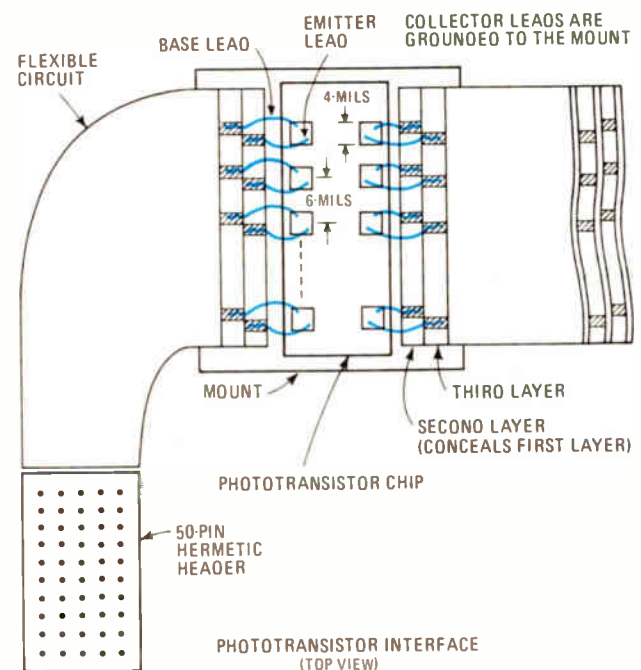 BASE LEAO
EMITTER
LEAO
COLLECTOR LEAOS ARE
GROUNOEO TO THE MOUNT
FLEXIBLE
CIRCUIT
4-MILS
6-MILS
MOUNT
THIRO LAYER
SECOND LAYER
(CONCEALS FIRST LAYER)
PHOTOTRANSISTOR CHIP
50-PIN
HERMETIC
HEAOER
PHOTOTRANSISTOR INTERFACE
(TOP VIEW)